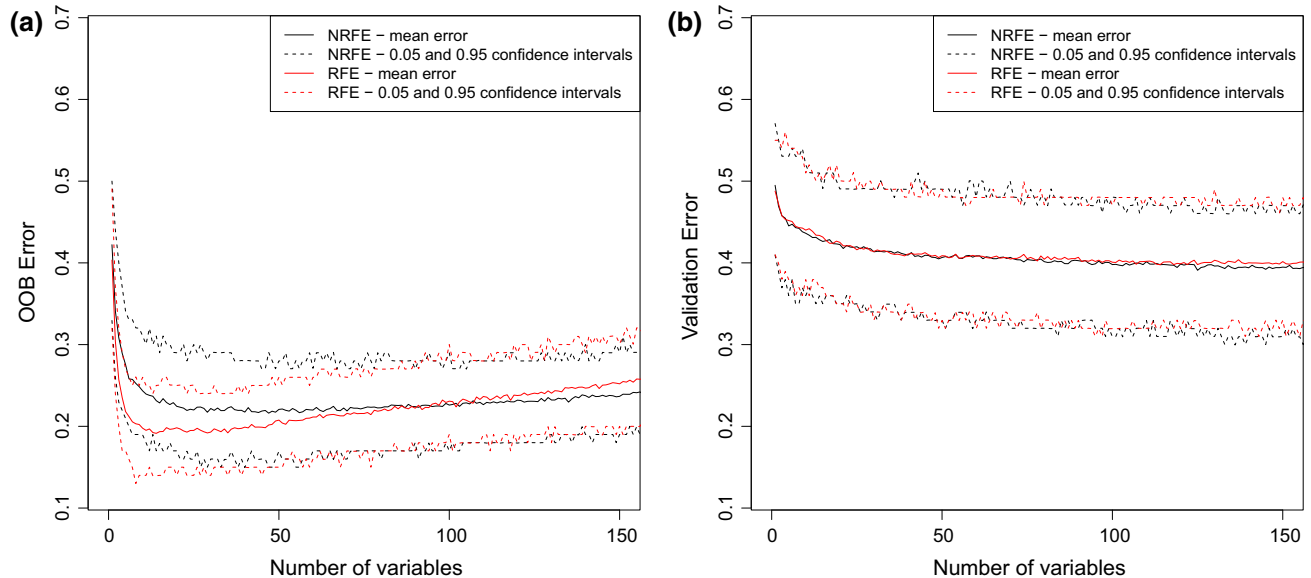 (a)
0.7
0.6
0.5
0.4
0.3
0.2
0.1
OOB Error
NRFE − mean error
NRFE − 0.05 and 0.95 confidence intervals
RFE − mean error
RFE − 0.05 and 0.95 confidence intervals
0
50
100
150
Number of variables
(b)
0.7
0.6
0.5
0.4
0.3
0.2
0.1
Validation Error
NRFE − mean error
NRFE − 0.05 and 0.95 confidence intervals
RFE − mean error
RFE − 0.05 and 0.95 confidence intervals
0
50
100
150
Number of variables